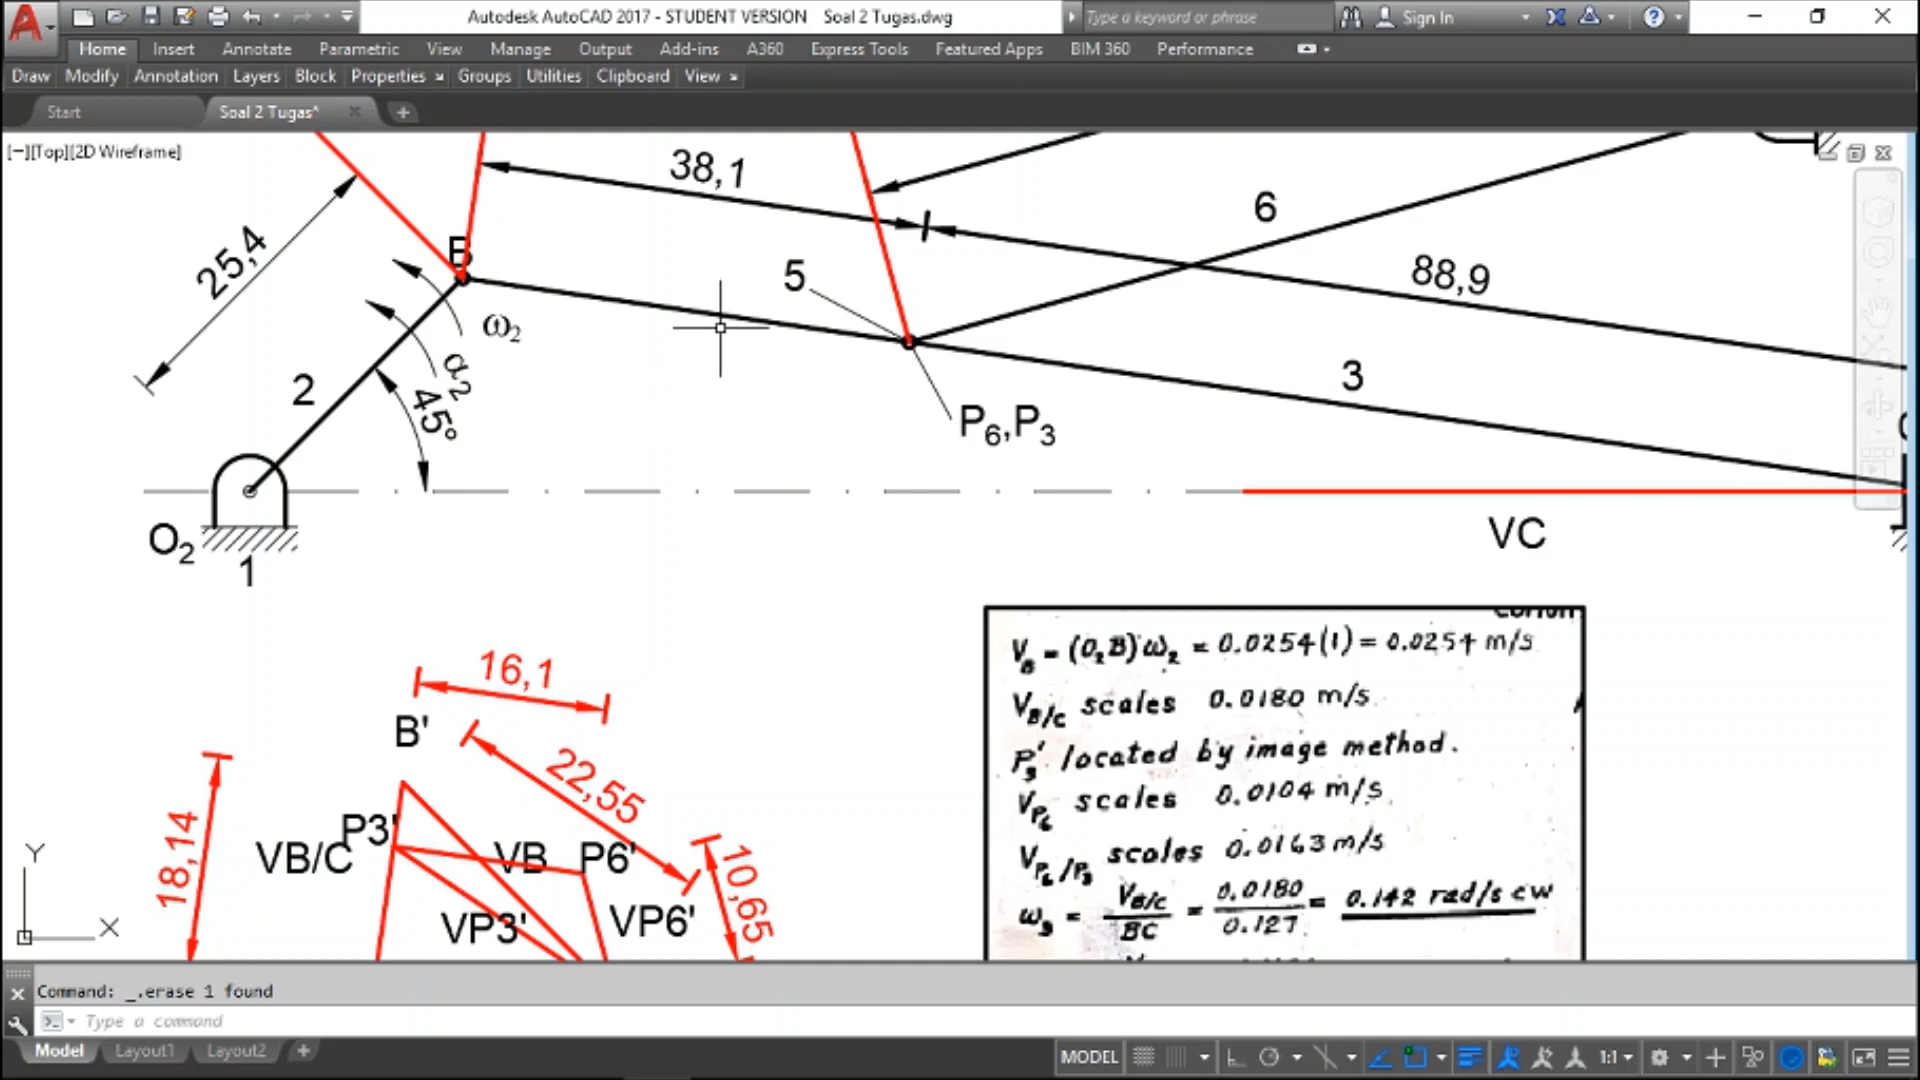 Autodesk AutoCAD 2017 - STUDENT VERSION Soal 2 Tugas.dwg
Type a keyword or phrase
Sign In
Home Insert Annotate Parametric View Manage Output Add-ins A360 Express Tools Featured Apps BIM 360 Performance
Draw Modify Annotation Layers Block Properties Groups Utilities Clipboard View
Start Soal 2 Tugas*
[−][Top][2D Wireframe]
38,1
6
25,4
B
5
88,9
ω2
α2
2
45°
3
P6,P3
O2
1
VC
16,1
B'
22,55
18,14
P3'
VB/C
VB
P6'
10,65
VP3'
VP6'
V_B = (O2B)ω2 = 0.0254(1) = 0.0254 m/s
V_B/C scales 0.0180 m/s.
P3' located by image method.
V_P6 scales 0.0104 m/s
V_P6/P3 scales 0.0163 m/s
ω3 = V_B/C / BC = 0.0180 / 0.127 = 0.142 rad/s cw
Y
X
Command: _.erase 1 found
Type a command
Model Layout1 Layout2
MODEL
1:1